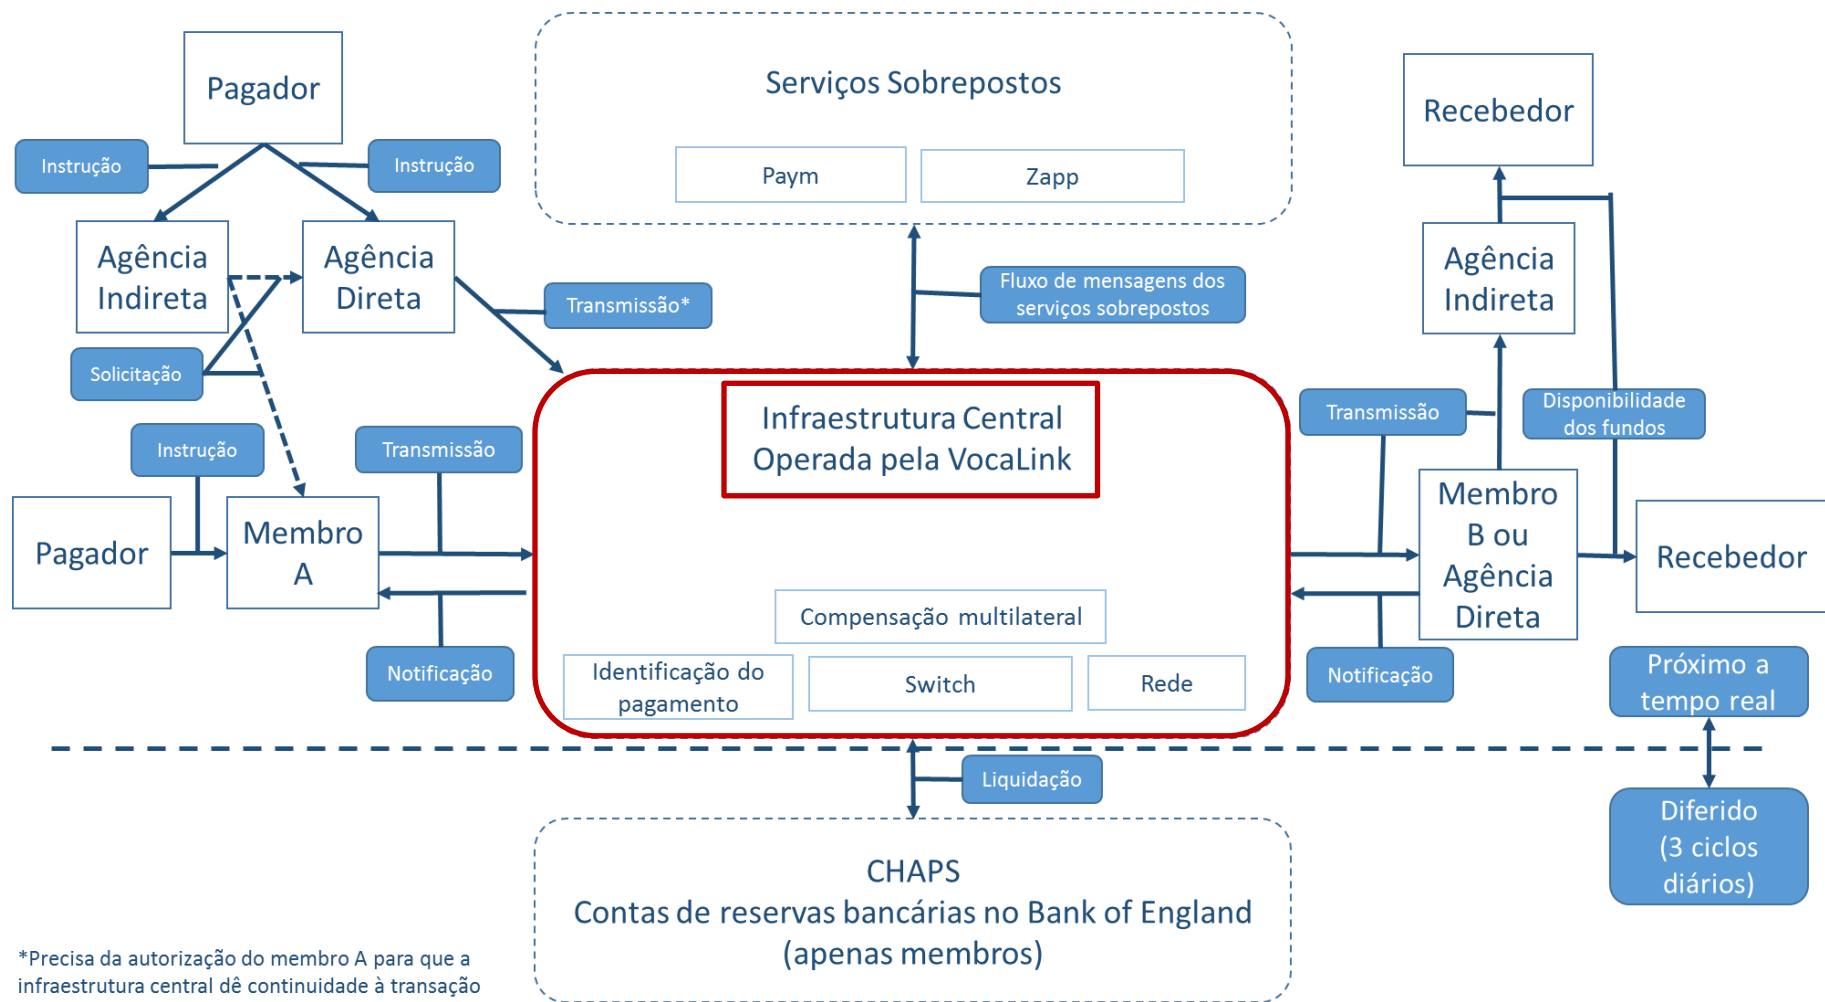 Pagador
Serviços Sobrepostos
Recebedor
Instrução
Instrução
Paym
Zapp
Agência
Indireta
Agência
Direta
Agência
Indireta
Transmissão*
Fluxo de mensagens dos
serviços sobrepostos
Solicitação
Infraestrutura Central
Operada pela VocaLink
Transmissão
Disponibilidade
dos fundos
Instrução
Transmissão
Pagador
Membro
A
Membro
B ou
Agência
Direta
Recebedor
Compensação multilateral
Notificação
Identificação do
pagamento
Switch
Rede
Notificação
Próximo a
tempo real
Liquidação
Diferido
(3 ciclos
diários)
CHAPS
Contas de reservas bancárias no Bank of England
(apenas membros)
*Precisa da autorização do membro A para que a
infraestrutura central dê continuidade à transação